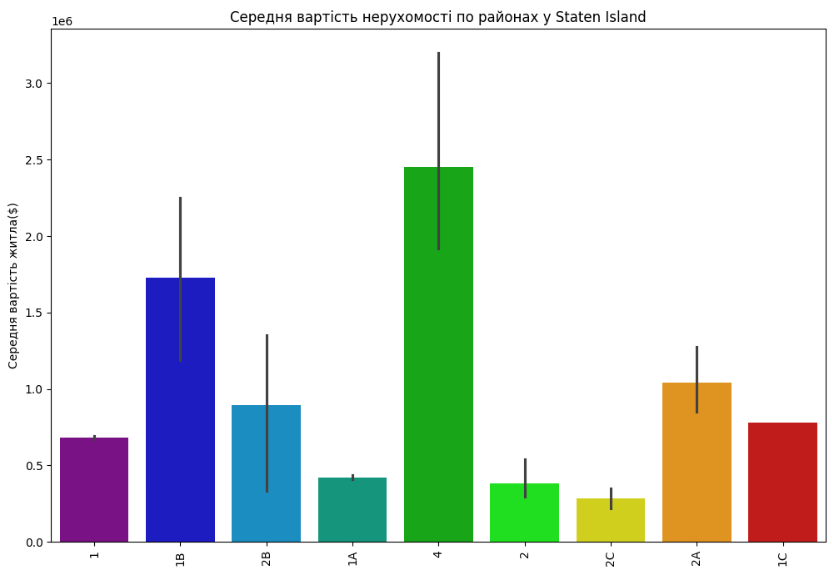 Середня вартість нерухомості по районах у Staten Island
1e6
Середня вартість житла($)
3.0
2.5
2.0
1.5
1.0
0.5
0.0
1
1B
2B
1A
4
2
2C
2A
1C